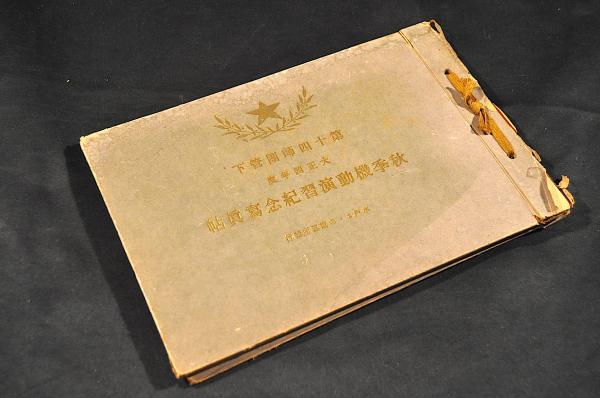 第十四師團管下
大正四年度
秋季機動演習紀念寫眞帖